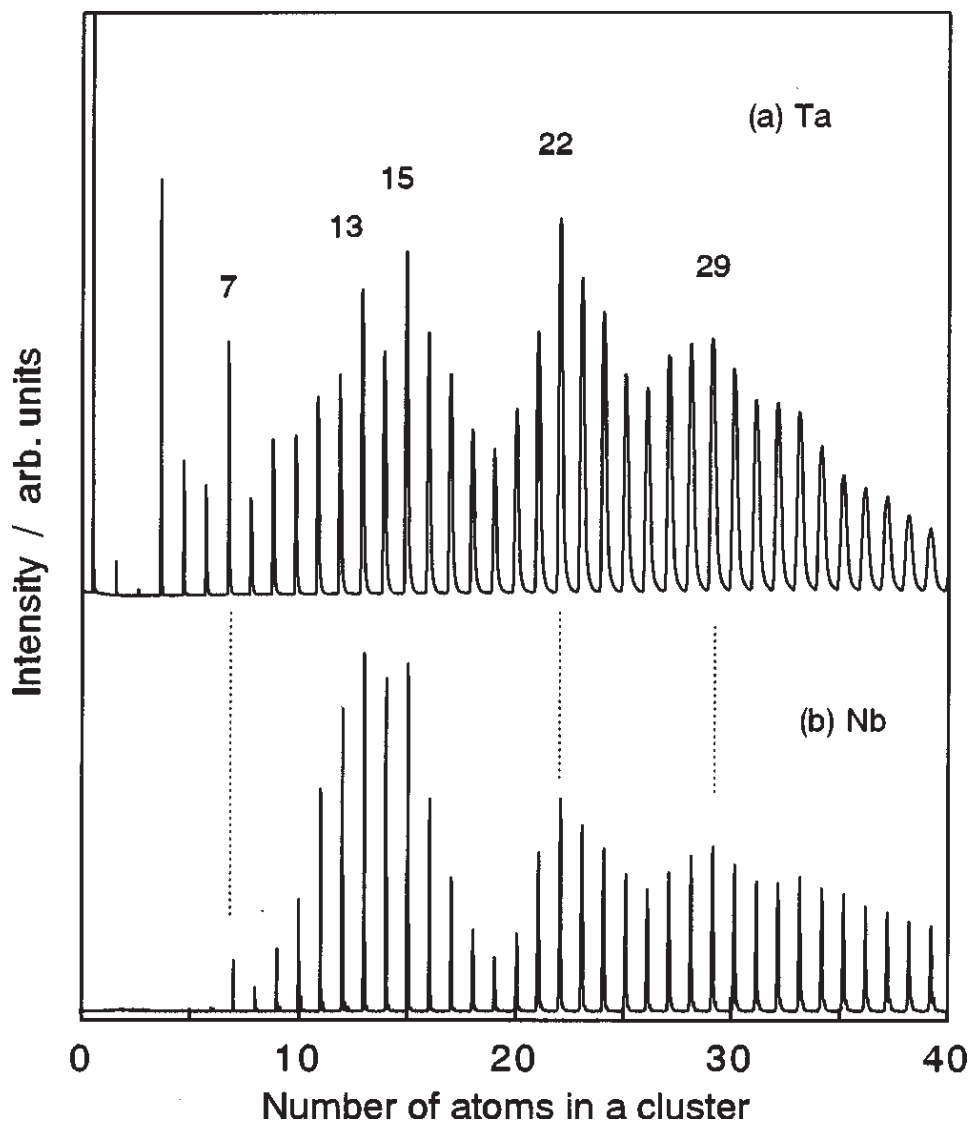 (a) Ta
22
15
13
29
7
Intensity / arb. units
(b) Nb
0 10 20 30 40
Number of atoms in a cluster